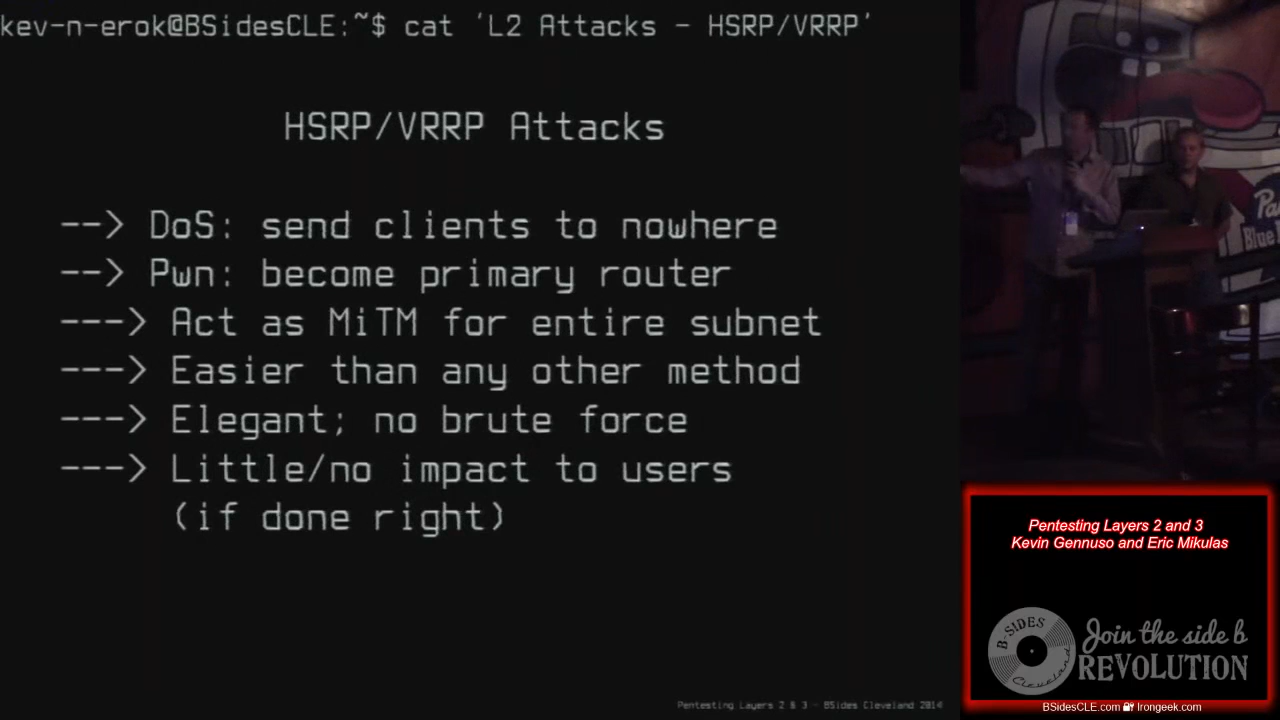 kev-n-erok@BSidesCLE:~$ cat 'L2 Attacks - HSRP/VRRP'
HSRP/VRRP Attacks
--> DoS: send clients to nowhere
--> Pwn: become primary router
---> Act as MiTM for entire subnet
---> Easier than any other method
---> Elegant; no brute force
---> Little/no impact to users
(if done right)
Pentesting Layers 2 & 3 - BSides Cleveland 2014
Blue
Pentesting Layers 2 and 3
Kevin Gennuso and Eric Mikulas
B-SIDES
Cleveland
Join the side b
REVOLUTION
BSidesCLE.com Irongeek.com